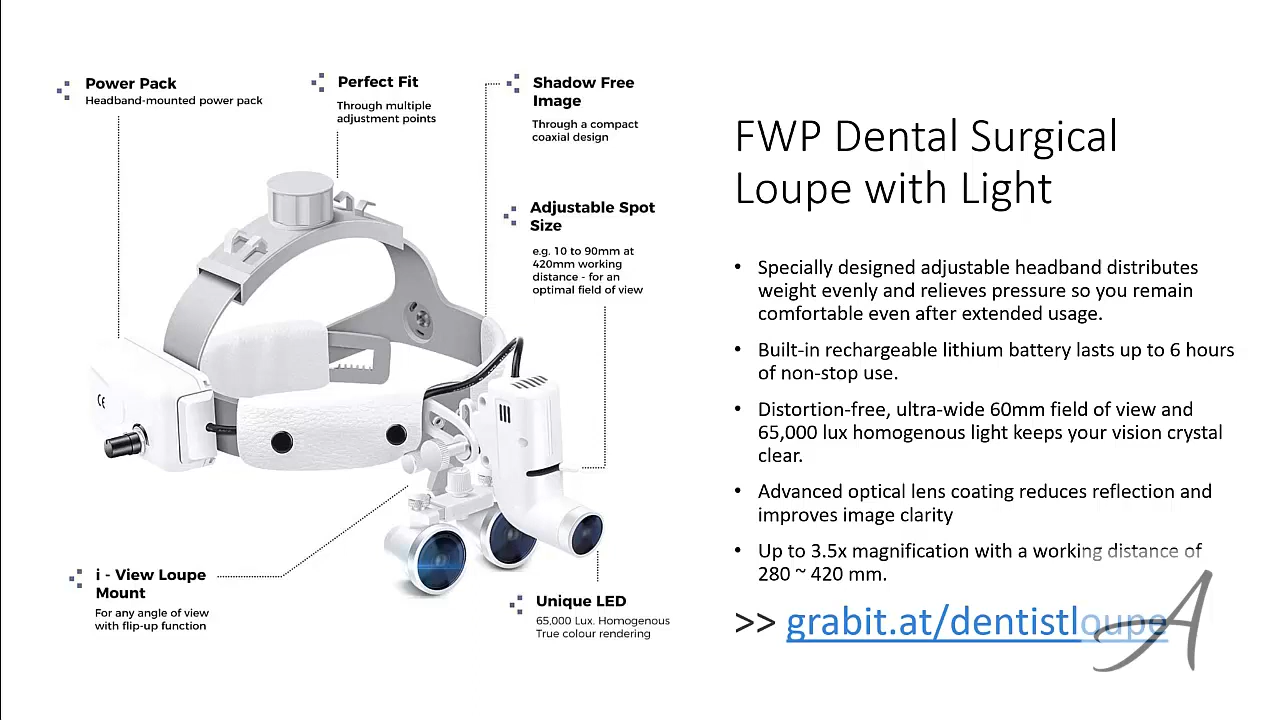 Power Pack
Headband-mounted power pack
Perfect Fit
Through multiple
adjustment points
Shadow Free
Image
Through a compact
coaxial design
Adjustable Spot
Size
e.g. 10 to 90mm at
420mm working
distance - for an
optimal field of view
CE
i - View Loupe
Mount
For any angle of view
with flip-up function
Unique LED
65,000 Lux. Homogenous
True colour rendering
FWP Dental Surgical
Loupe with Light
• Specially designed adjustable headband distributes
weight evenly and relieves pressure so you remain
comfortable even after extended usage.
• Built-in rechargeable lithium battery lasts up to 6 hours
of non-stop use.
• Distortion-free, ultra-wide 60mm field of view and
65,000 lux homogenous light keeps your vision crystal
clear.
• Advanced optical lens coating reduces reflection and
improves image clarity
• Up to 3.5x magnification with a working distance of
280 ~ 420 mm.
>> grabit.at/dentistloupe
A